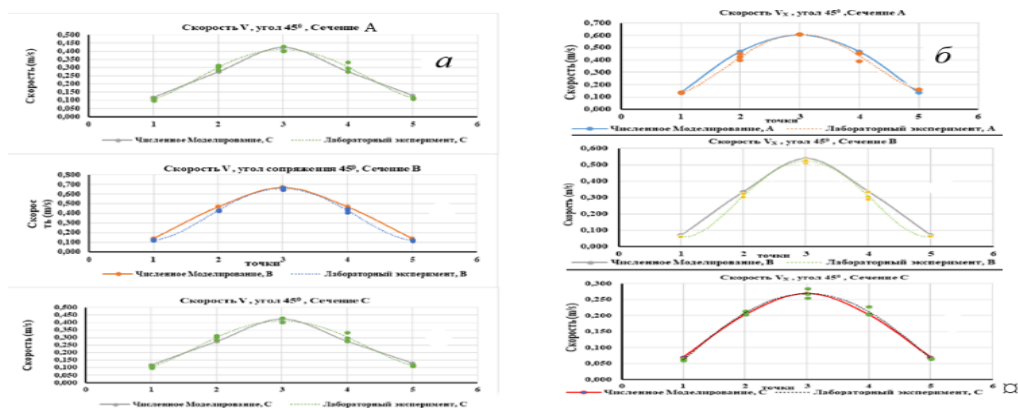 Скорость V , угол 45⁰ , Сечение А
а
Скорость (m/s)
0,500
0,450
0,400
0,350
0,300
0,250
0,200
0,150
0,100
0,050
0,000
0 1 2 3 4 5 6
Численное Моделирование, С Лабораторный эксперимент, С
Скорость V , угол сопряжения 45⁰, Сечение В
Скорос
ть (m/s)
0,800
0,700
0,600
0,500
0,400
0,300
0,200
0,100
0,000
0 1 2 3 4 5 6
точки
Численное Моделирование, В Лабораторный эксперимент, В
Скорость V , угол 45⁰ , Сечение С
Скорость (m/s)
0,500
0,450
0,400
0,350
0,300
0,250
0,200
0,150
0,100
0,050
0,000
0 1 2 3 4 5 6
Численное Моделирование, С Лабораторный эксперимент, С
Скорость Vₓ , угол 45⁰ ,Сечение А
б
Скорость (m/s)
0,700
0,600
0,500
0,400
0,300
0,200
0,100
0,000
0 1 2 3 4 5 6
точки
Численное Моделирование, А Лабораторный эксперимент, А
Скорость Vₓ , угол 45⁰ , Сечение В
Скорость (m/s)
0,600
0,500
0,400
0,300
0,200
0,100
0,000
0 1 2 3 4 5 6
точки
Численное Моделирование, В Лабораторный эксперимент, В
Скорость Vₓ , угол 45⁰ , Сечение С
Скорость (m/s)
0,300
0,250
0,200
0,150
0,100
0,050
0,000
0 1 2 3 4 5 6
точки
Численное Моделирование, С Лабораторный эксперимент, С
¤